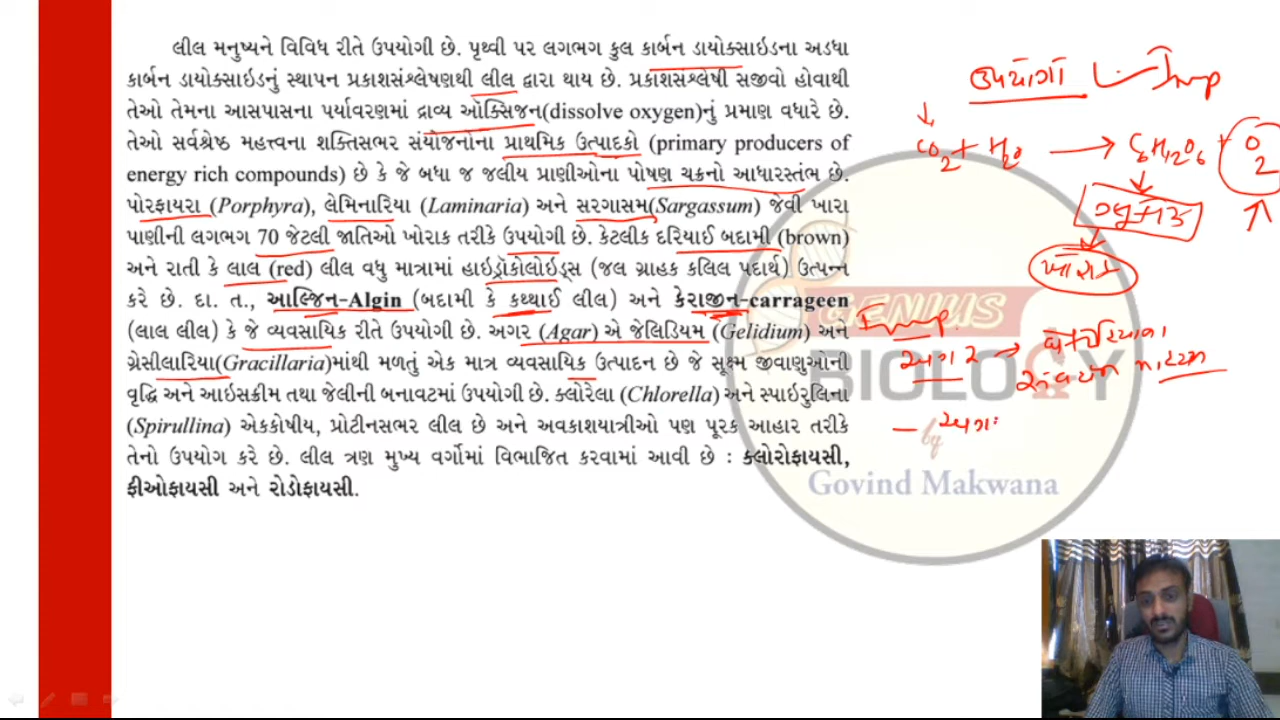 લીલ મનુષ્યને વિવિધ રીતે ઉપયોગી છે. પૃથ્વી પર લગભગ કુલ કાર્બન ડાયોક્સાઇડના અડધા
કાર્બન ડાયોક્સાઇડનું સ્થાપન પ્રકાશસંશ્લેષણથી લીલ દ્વારા થાય છે. પ્રકાશસંશ્લેષી સજીવો હોવાથી
તેઓ તેમના આસપાસના પર્યાવરણમાં દ્રાવ્ય ઑક્સિજન(dissolve oxygen)નું પ્રમાણ વધારે છે.
તેઓ સર્વશ્રેષ્ઠ મહત્ત્વના શક્તિસભર સંયોજનોના પ્રાથમિક ઉત્પાદકો (primary producers of
energy rich compounds) છે કે જે બધા જ જલીય પ્રાણીઓના પોષણ ચક્રનો આધારસ્તંભ છે.
પોરફાયરા (Porphyra), લેમિનારિયા (Laminaria) અને સરગાસમ(Sargassum) જેવી ખારા
પાણીની લગભગ 70 જેટલી જાતિઓ ખોરાક તરીકે ઉપયોગી છે. કેટલીક દરિયાઈ બદામી (brown)
અને રાતી કે લાલ (red) લીલ વધુ માત્રામાં હાઇડ્રોકોલોઇડ્સ (જલ ગ્રાહક કલિલ પદાર્થ) ઉત્પન્ન
કરે છે. દા. ત., આલ્જિન-Algin (બદામી કે કથ્થાઈ લીલ) અને કેરાજીન-carrageen
(લાલ લીલ) કે જે વ્યવસાયિક રીતે ઉપયોગી છે. અગર (Agar) એ જેલિડિયમ (Gelidium) અને
ગ્રેસીલારિયા(Gracillaria)માંથી મળતું એક માત્ર વ્યવસાયિક ઉત્પાદન છે જે સૂક્ષ્મ જીવાણુઓની
વૃદ્ધિ અને આઇસક્રીમ તથા જેલીની બનાવટમાં ઉપયોગી છે. ક્લોરેલા (Chlorella) અને સ્પાઇરુલિના
(Spirullina) એકકોષીય, પ્રોટીનસભર લીલ છે અને અવકાશયાત્રીઓ પણ પૂરક આહાર તરીકે
તેનો ઉપયોગ કરે છે. લીલ ત્રણ મુખ્ય વર્ગોમાં વિભાજિત કરવામાં આવી છે : ક્લોરોફાયસી,
ફીઓફાયસી અને રોડોફાયસી.
ઉપયોગો Imp
CO2 + H2O → C6H12O6 + O2
ખોરાક
Imp.
અગર →
- અગ
GENIUS
BIOLOGY
by
Govind Makwana